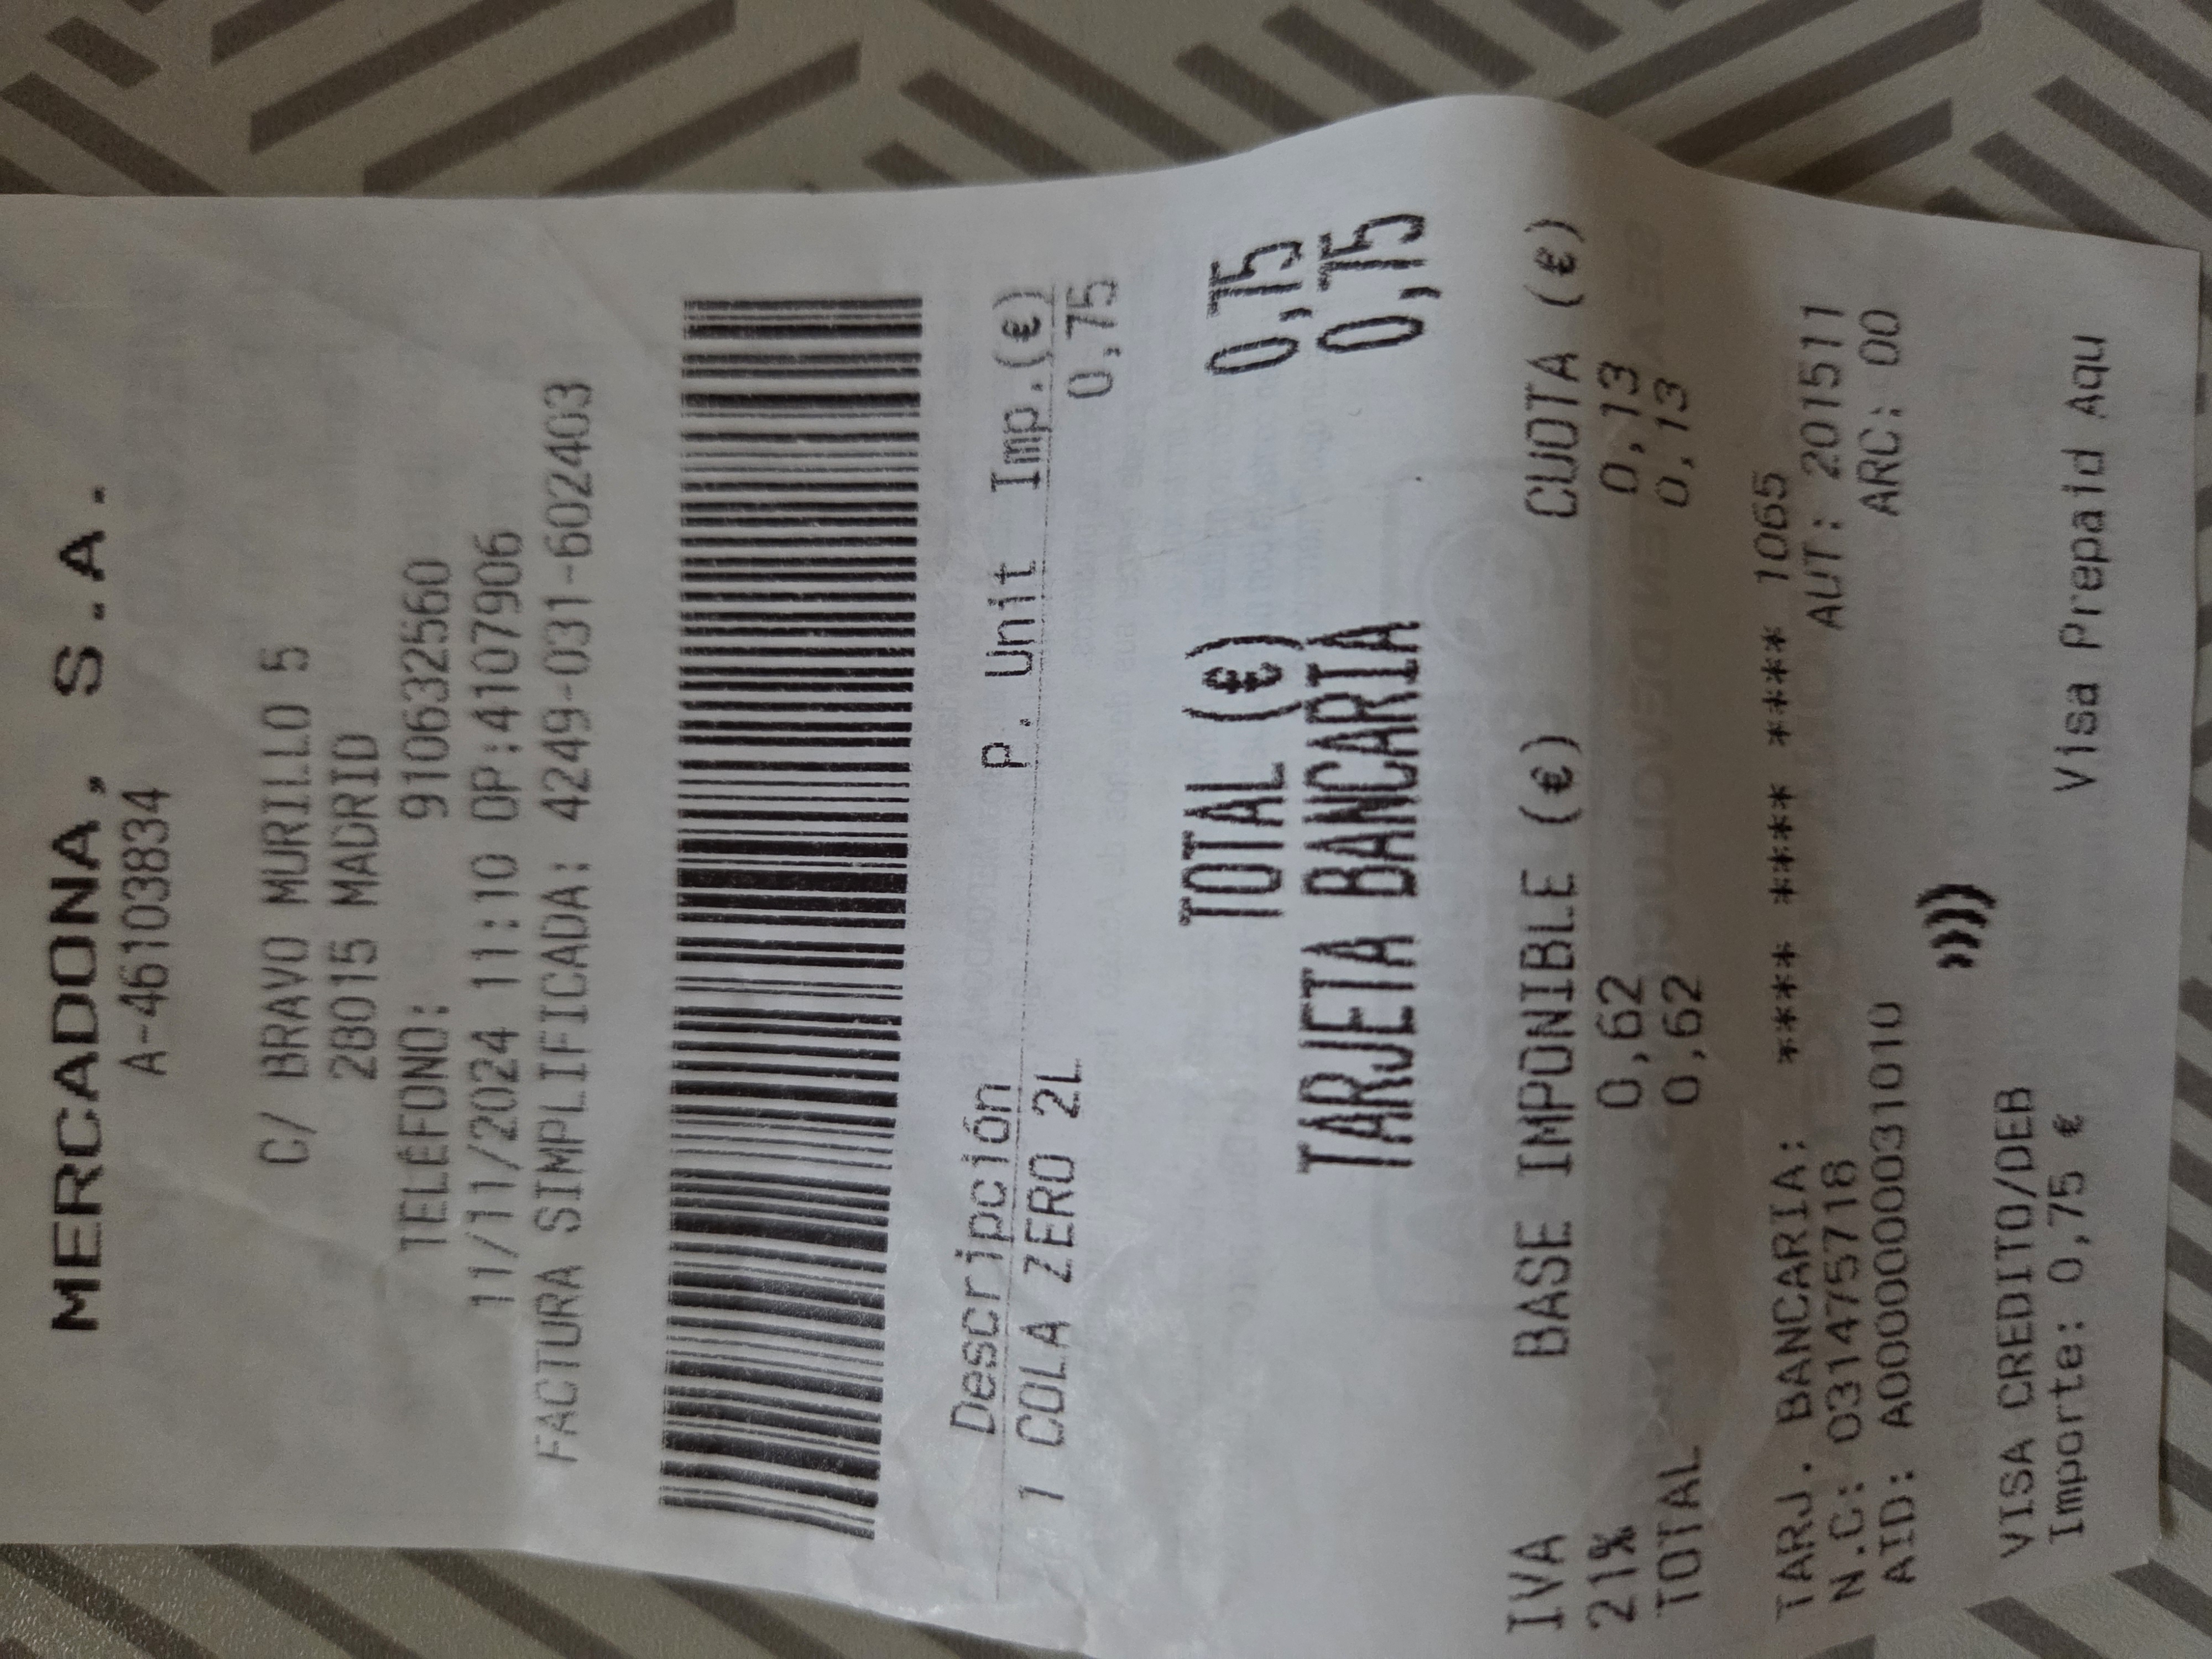 MERCADONA, S.A.
A-46103834
C/ BRAVO MURILLO 5
28015 MADRID
TELÉFONO: 910632560
11/11/2024 11:10 OP:4107906
FACTURA SIMPLIFICADA: 4249-031-602403
Descripción P. Unit Imp.(€)
1 COLA ZERO 2L 0,75
TOTAL (€) 0,75
TARJETA BANCARIA 0,75
IVA BASE IMPONIBLE (€) CUOTA (€)
21% 0,62 0,13
TOTAL 0,62 0,13
TARJ. BANCARIA: **** **** **** 1065
N.C: 031475718 AUT: 201511
AID: A0000000031010 ARC: 00
VISA CREDITO/DEB
Importe: 0,75 € Visa Prepaid Aqu